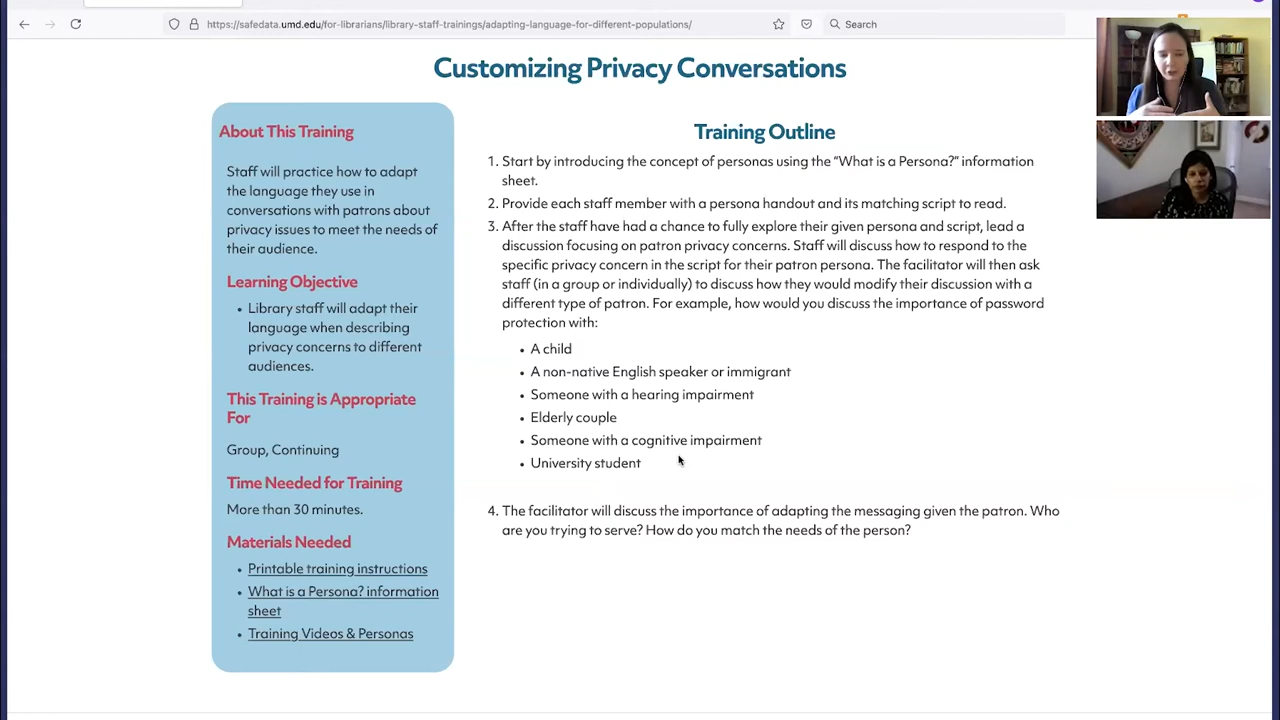 https://safedata.umd.edu/for-librarians/library-staff-trainings/adapting-language-for-different-populations/
Search
Customizing Privacy Conversations
About This Training
Staff will practice how to adapt
the language they use in
conversations with patrons about
privacy issues to meet the needs of
their audience.
Learning Objective
• Library staff will adapt their
language when describing
privacy concerns to different
audiences.
This Training is Appropriate
For
Group, Continuing
Time Needed for Training
More than 30 minutes.
Materials Needed
• Printable training instructions
• What is a Persona? information
sheet
• Training Videos & Personas
Training Outline
1. Start by introducing the concept of personas using the “What is a Persona?” information
sheet.
2. Provide each staff member with a persona handout and its matching script to read.
3. After the staff have had a chance to fully explore their given persona and script, lead a
discussion focusing on patron privacy concerns. Staff will discuss how to respond to the
specific privacy concern in the script for their patron persona. The facilitator will then ask
staff (in a group or individually) to discuss how they would modify their discussion with a
different type of patron. For example, how would you discuss the importance of password
protection with:
• A child
• A non-native English speaker or immigrant
• Someone with a hearing impairment
• Elderly couple
• Someone with a cognitive impairment
• University student
4. The facilitator will discuss the importance of adapting the messaging given the patron. Who
are you trying to serve? How do you match the needs of the person?